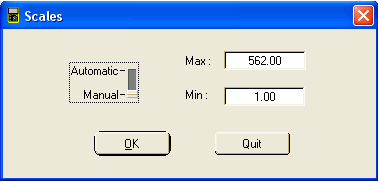 Scales
Automatic
Manual
Max : 562.00
Min : 1.00
OK Quit